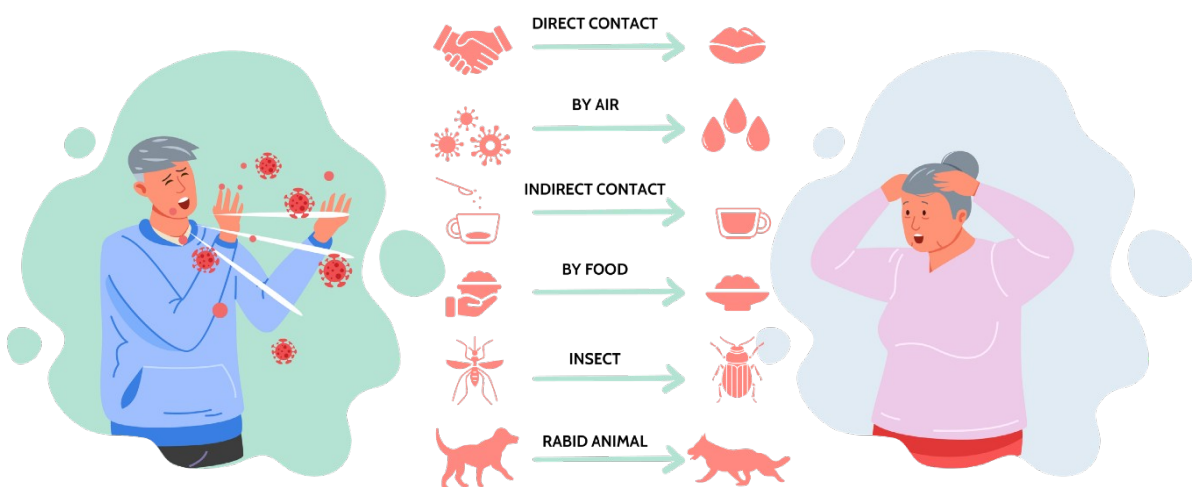 DIRECT CONTACT
BY AIR
INDIRECT CONTACT
BY FOOD
INSECT
RABID ANIMAL